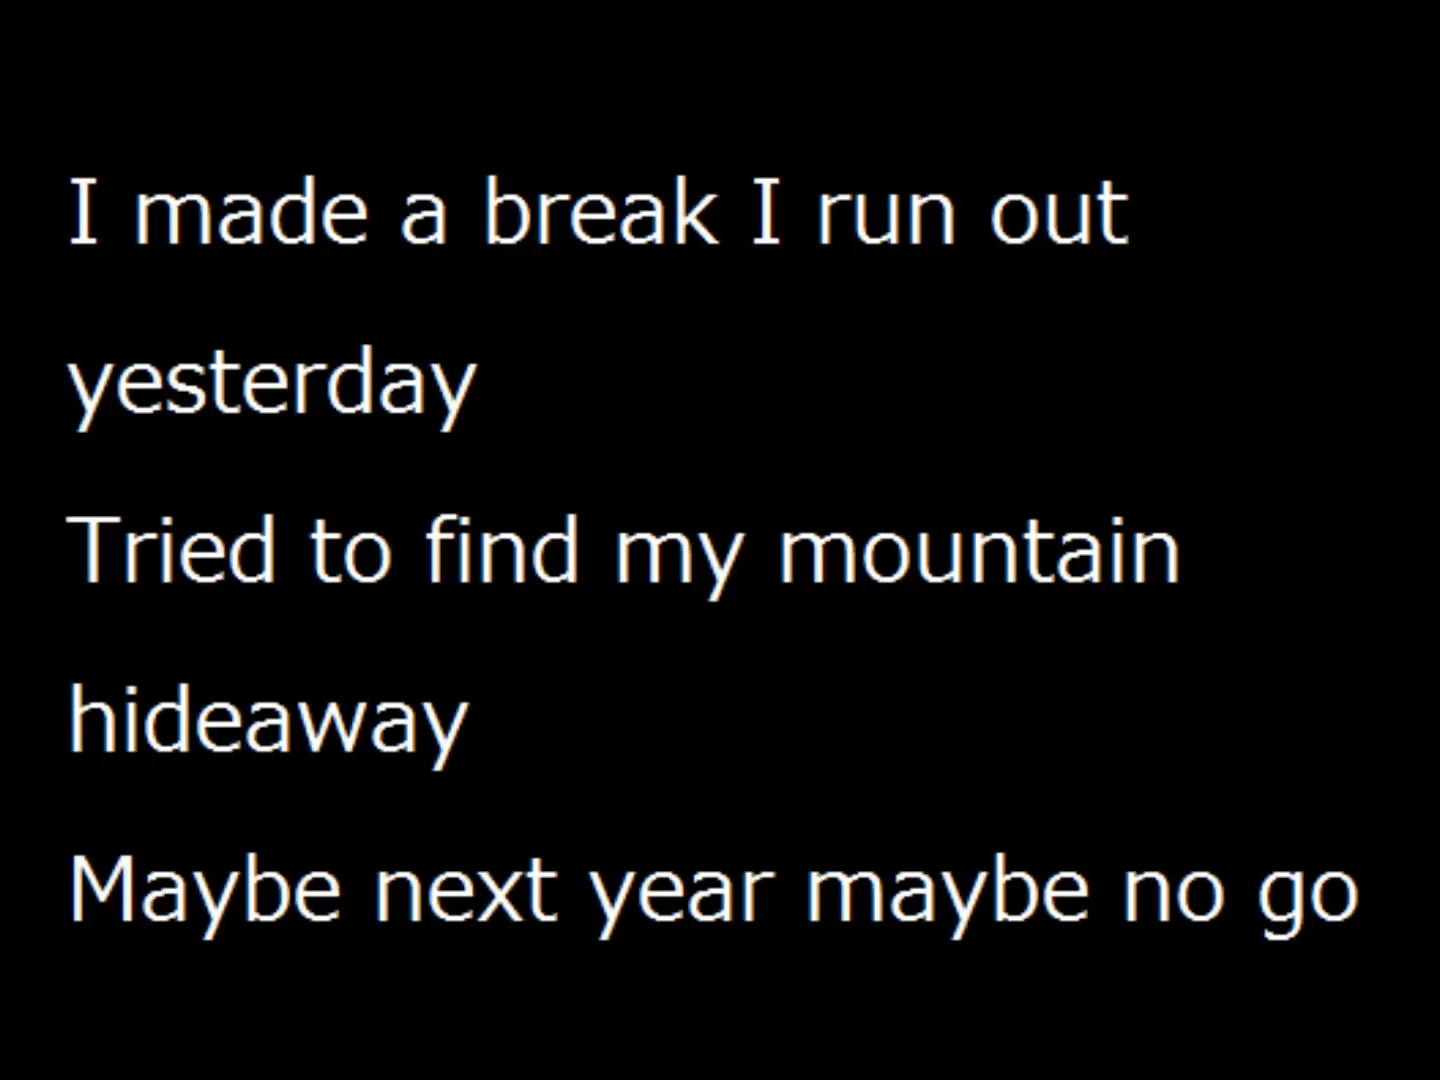 I made a break I run out
yesterday
Tried to find my mountain
hideaway
Maybe next year maybe no go